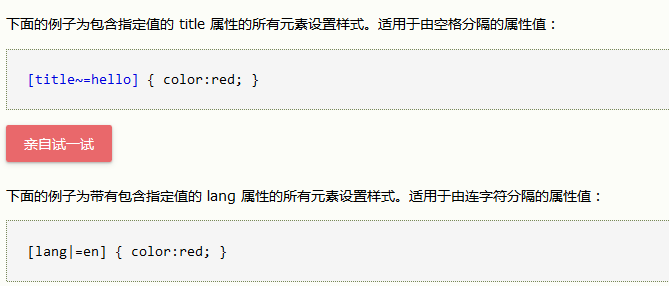 下面的例子为包含指定值的 title 属性的所有元素设置样式。适用于由空格分隔的属性值：
[title~=hello] { color:red; }
亲自试一试
下面的例子为带有包含指定值的 lang 属性的所有元素设置样式。适用于由连字符分隔的属性值：
[lang|=en] { color:red; }